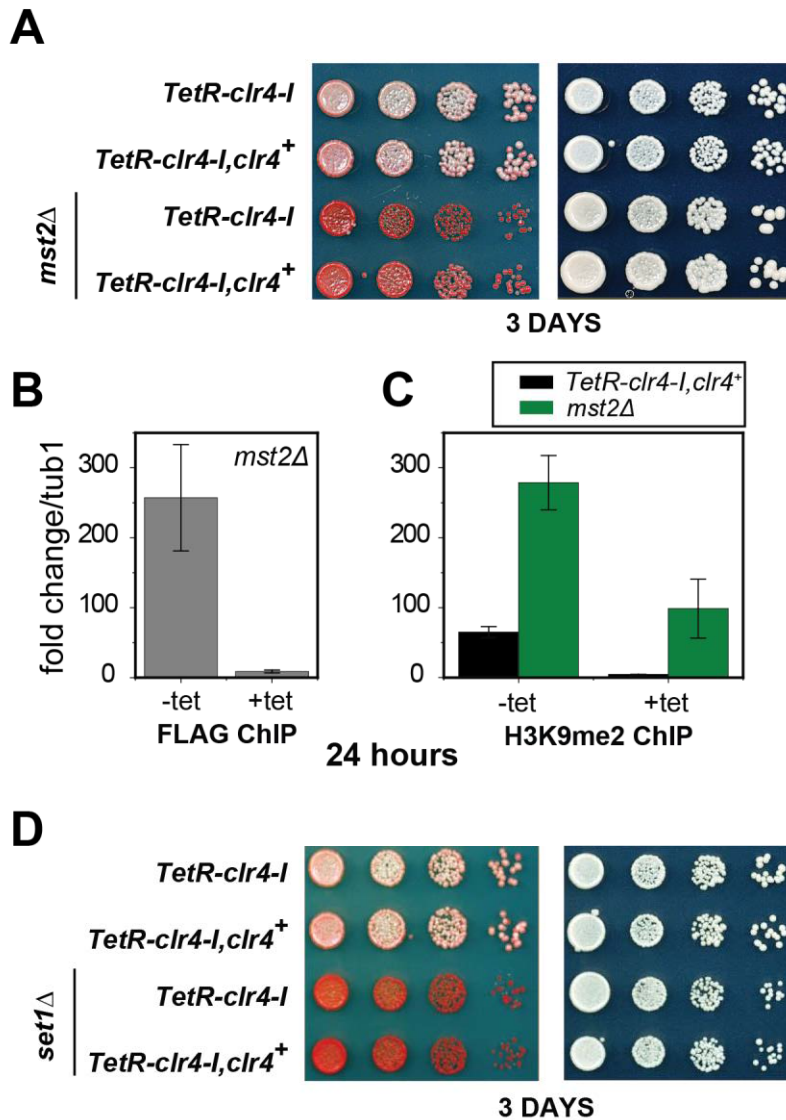 A
TetR-clr4-I
TetR-clr4-I,clr4+
mst2Δ
TetR-clr4-I
TetR-clr4-I,clr4+
3 DAYS
B
C
TetR-clr4-I,clr4+
mst2Δ
fold change/tub1
300
200
100
0
mst2Δ
-tet
+tet
FLAG ChIP
300
200
100
0
-tet
+tet
H3K9me2 ChIP
24 hours
D
TetR-clr4-I
TetR-clr4-I,clr4+
set1Δ
TetR-clr4-I
TetR-clr4-I,clr4+
3 DAYS